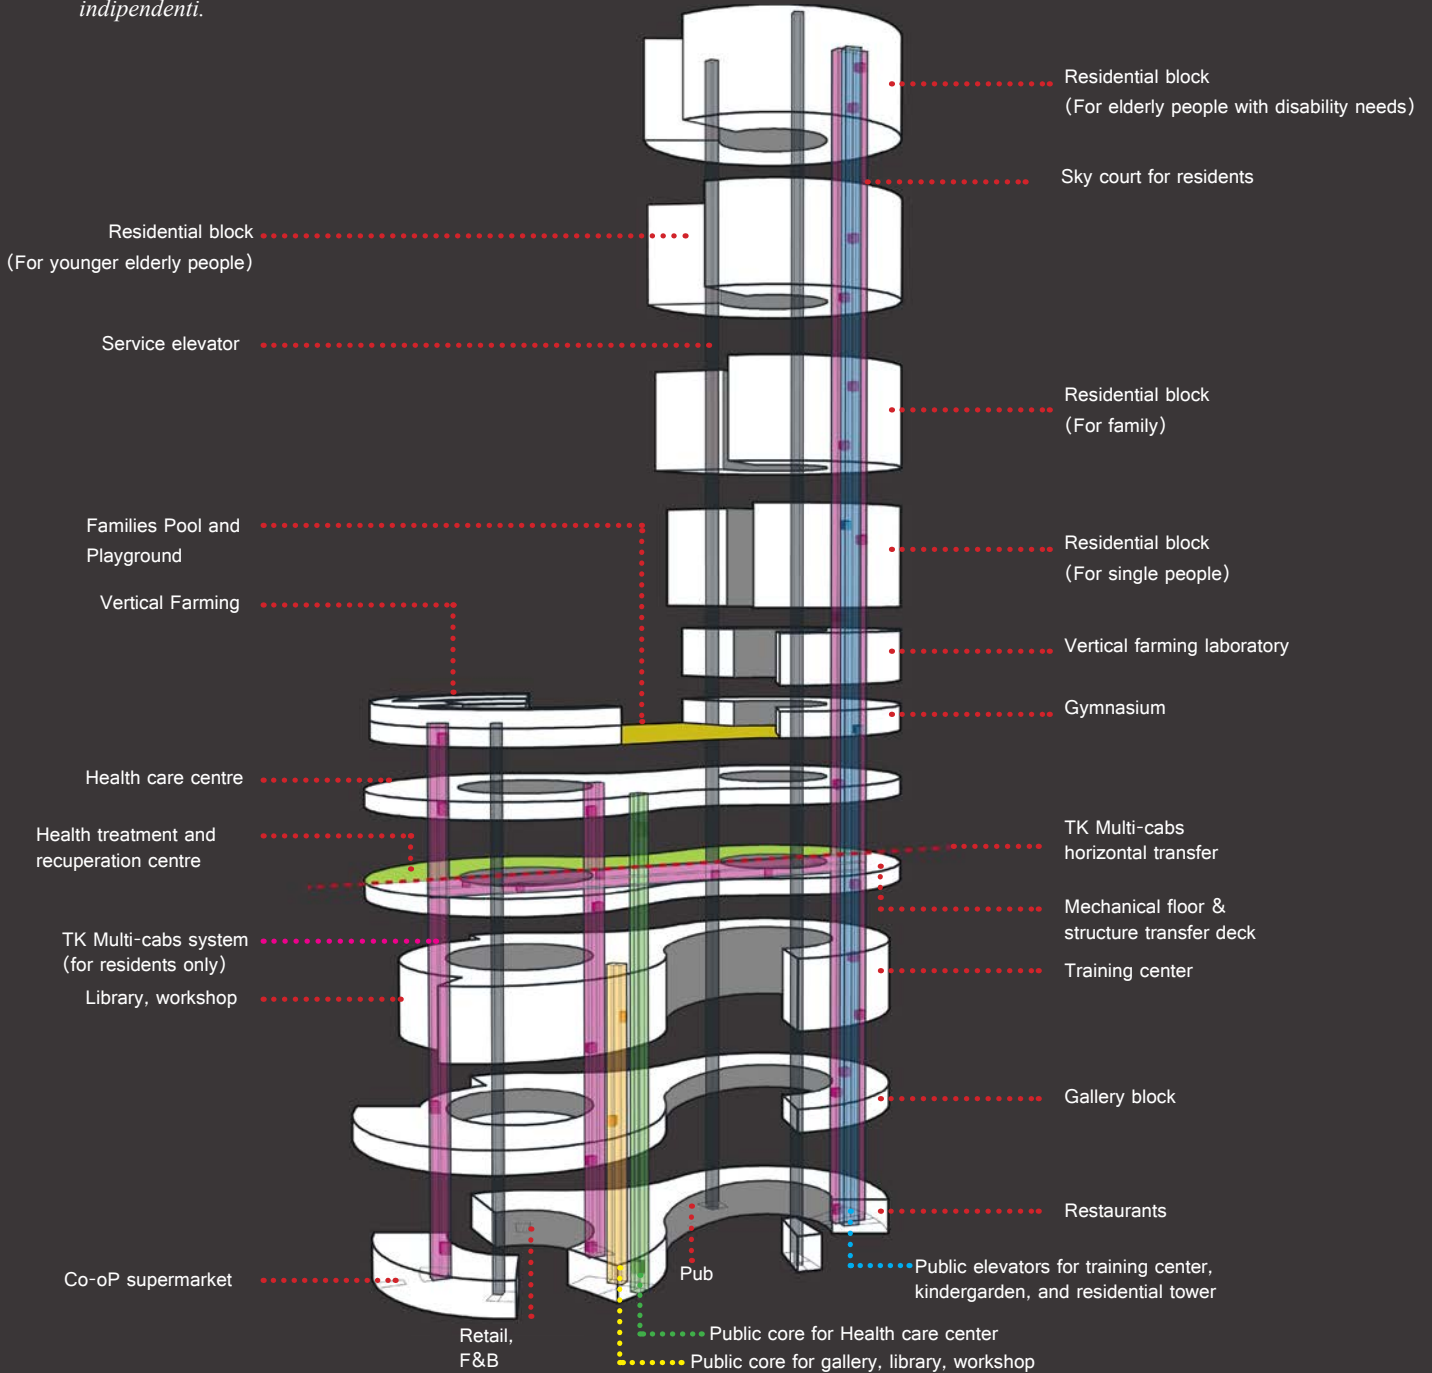 indipendenti.
Residential block
(For elderly people with disability needs)
Sky court for residents
Residential block
(For younger elderly people)
Service elevator
Residential block
(For family)
Families Pool and
Playground
Residential block
(For single people)
Vertical Farming
Vertical farming laboratory
Gymnasium
Health care centre
Health treatment and
recuperation centre
TK Multi-cabs
horizontal transfer
Mechanical floor &
structure transfer deck
TK Multi-cabs system
(for residents only)
Training center
Library, workshop
Gallery block
Restaurants
Co-oP supermarket
Pub
Public elevators for training center,
kindergarden, and residential tower
Retail,
F&B
Public core for Health care center
Public core for gallery, library, workshop